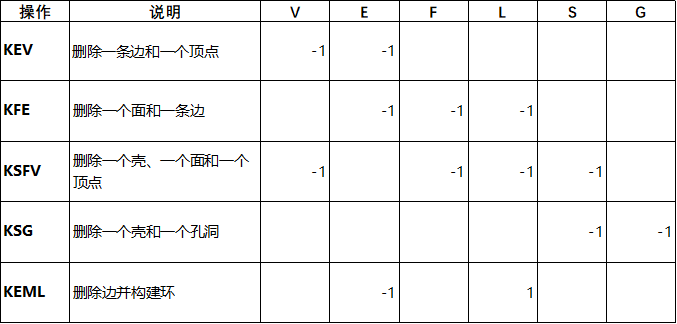 操作 说明 V E F L S G
KEV 删除一条边和一个顶点 -1 -1
KFE 删除一个面和一条边 -1 -1 -1
KSFV 删除一个壳、一个面和一个
顶点 -1 -1 -1 -1
KSG 删除一个壳和一个孔洞 -1 -1
KEML 删除边并构建环 -1 1